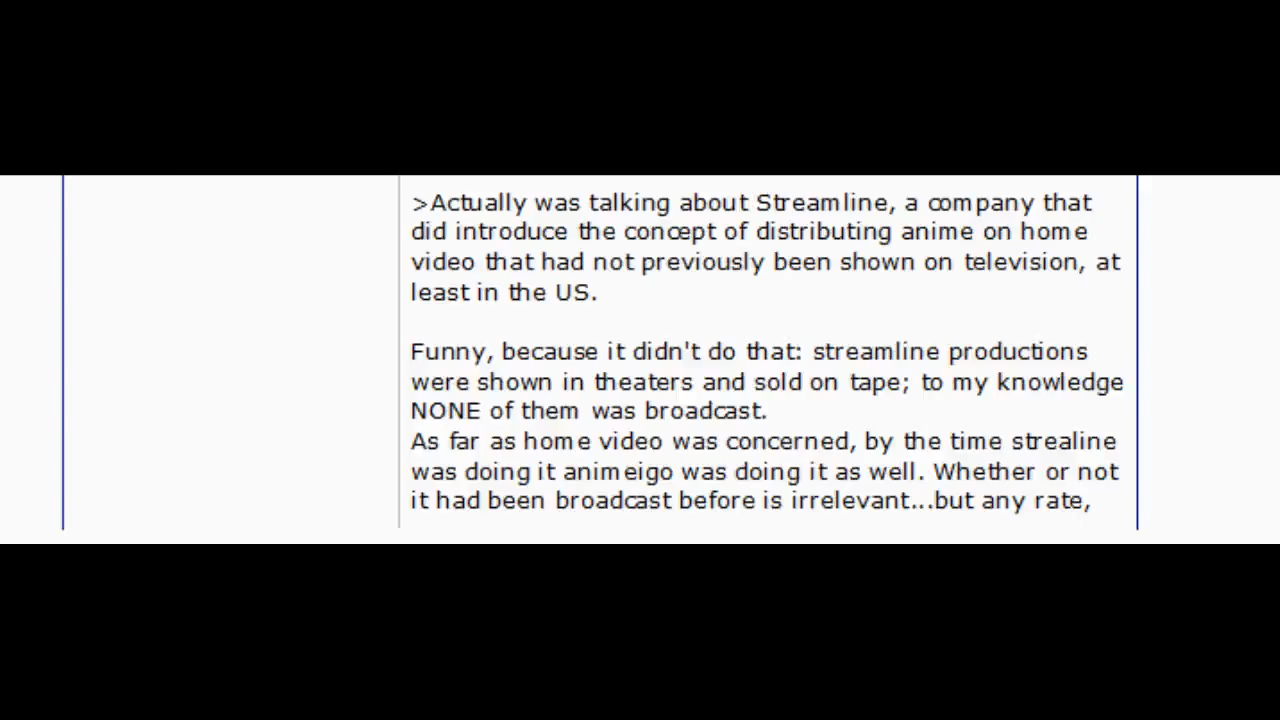 >Actually was talking about Streamline, a company that
did introduce the concept of distributing anime on home
video that had not previously been shown on television, at
least in the US.
Funny, because it didn't do that: streamline productions
were shown in theaters and sold on tape; to my knowledge
NONE of them was broadcast.
As far as home video was concerned, by the time strealine
was doing it animeigo was doing it as well. Whether or not
it had been broadcast before is irrelevant...but any rate,